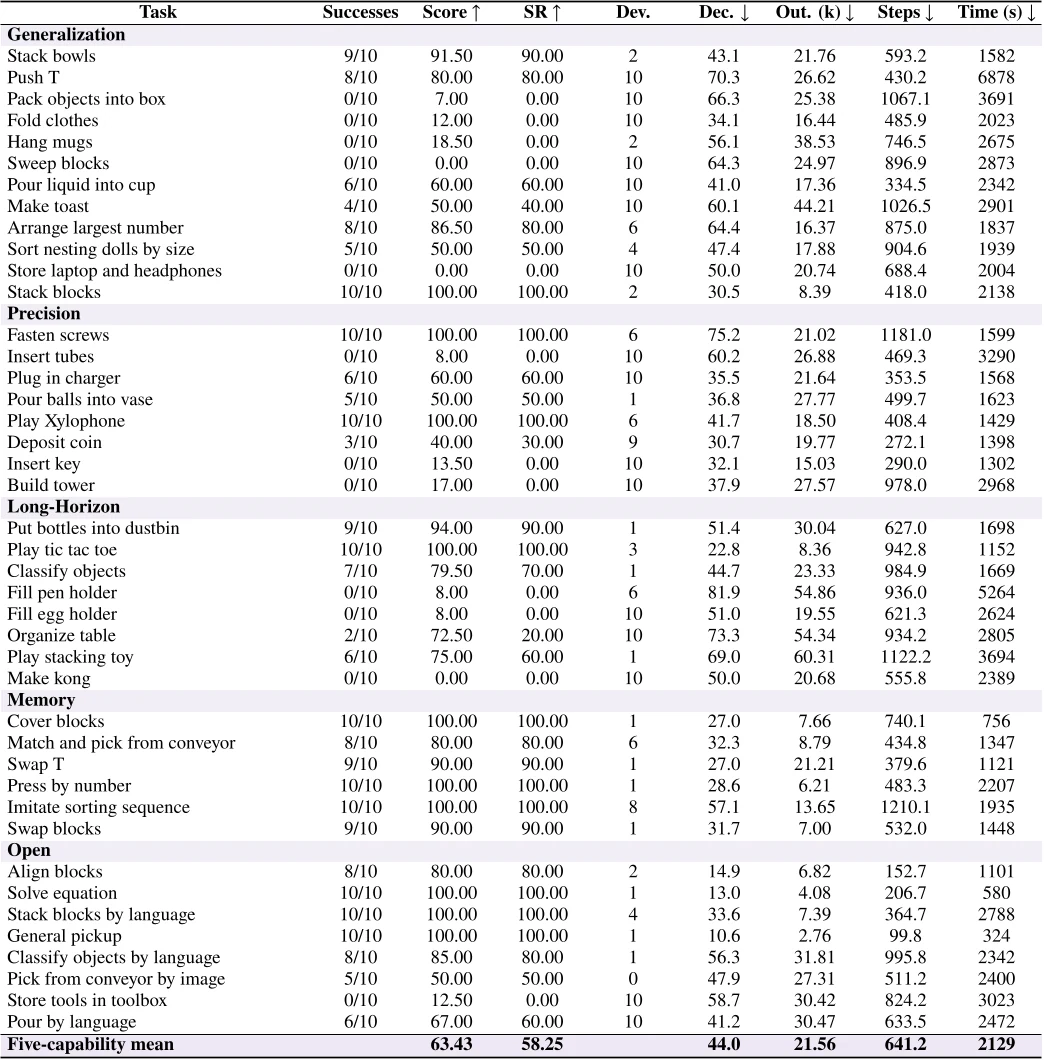 Task Successes Score ↑ SR ↑ Dev. Dec. ↓ Out. (k) ↓ Steps ↓ Time (s) ↓
Generalization
Stack bowls 9/10 91.50 90.00 2 43.1 21.76 593.2 1582
Push T 8/10 80.00 80.00 10 70.3 26.62 430.2 6878
Pack objects into box 0/10 7.00 0.00 10 66.3 25.38 1067.1 3691
Fold clothes 0/10 12.00 0.00 10 34.1 16.44 485.9 2023
Hang mugs 0/10 18.50 0.00 2 56.1 38.53 746.5 2675
Sweep blocks 0/10 0.00 0.00 10 64.3 24.97 896.9 2873
Pour liquid into cup 6/10 60.00 60.00 10 41.0 17.36 334.5 2342
Make toast 4/10 50.00 40.00 10 60.1 44.21 1026.5 2901
Arrange largest number 8/10 86.50 80.00 6 64.4 16.37 875.0 1837
Sort nesting dolls by size 5/10 50.00 50.00 4 47.4 17.88 904.6 1939
Store laptop and headphones 0/10 0.00 0.00 10 50.0 20.74 688.4 2004
Stack blocks 10/10 100.00 100.00 2 30.5 8.39 418.0 2138
Precision
Fasten screws 10/10 100.00 100.00 6 75.2 21.02 1181.0 1599
Insert tubes 0/10 8.00 0.00 10 60.2 26.88 469.3 3290
Plug in charger 6/10 60.00 60.00 10 35.5 21.64 353.5 1568
Pour balls into vase 5/10 50.00 50.00 1 36.8 27.77 499.7 1623
Play Xylophone 10/10 100.00 100.00 6 41.7 18.50 408.4 1429
Deposit coin 3/10 40.00 30.00 9 30.7 19.77 272.1 1398
Insert key 0/10 13.50 0.00 10 32.1 15.03 290.0 1302
Build tower 0/10 17.00 0.00 10 37.9 27.57 978.0 2968
Long-Horizon
Put bottles into dustbin 9/10 94.00 90.00 1 51.4 30.04 627.0 1698
Play tic tac toe 10/10 100.00 100.00 3 22.8 8.36 942.8 1152
Classify objects 7/10 79.50 70.00 1 44.7 23.33 984.9 1669
Fill pen holder 0/10 8.00 0.00 6 81.9 54.86 936.0 5264
Fill egg holder 0/10 8.00 0.00 10 51.0 19.55 621.3 2624
Organize table 2/10 72.50 20.00 10 73.3 54.34 934.2 2805
Play stacking toy 6/10 75.00 60.00 1 69.0 60.31 1122.2 3694
Make kong 0/10 0.00 0.00 10 50.0 20.68 555.8 2389
Memory
Cover blocks 10/10 100.00 100.00 1 27.0 7.66 740.1 756
Match and pick from conveyor 8/10 80.00 80.00 6 32.3 8.79 434.8 1347
Swap T 9/10 90.00 90.00 1 27.0 21.21 379.6 1121
Press by number 10/10 100.00 100.00 1 28.6 6.21 483.3 2207
Imitate sorting sequence 10/10 100.00 100.00 8 57.1 13.65 1210.1 1935
Swap blocks 9/10 90.00 90.00 1 31.7 7.00 532.0 1448
Open
Align blocks 8/10 80.00 80.00 2 14.9 6.82 152.7 1101
Solve equation 10/10 100.00 100.00 1 13.0 4.08 206.7 580
Stack blocks by language 10/10 100.00 100.00 4 33.6 7.39 364.7 2788
General pickup 10/10 100.00 100.00 1 10.6 2.76 99.8 324
Classify objects by language 8/10 85.00 80.00 1 56.3 31.81 995.8 2342
Pick from conveyor by image 5/10 50.00 50.00 0 47.9 27.31 511.2 2400
Store tools in toolbox 0/10 12.50 0.00 10 58.7 30.42 824.2 3023
Pour by language 6/10 67.00 60.00 10 41.2 30.47 633.5 2472
Five-capability mean 63.43 58.25 44.0 21.56 641.2 2129